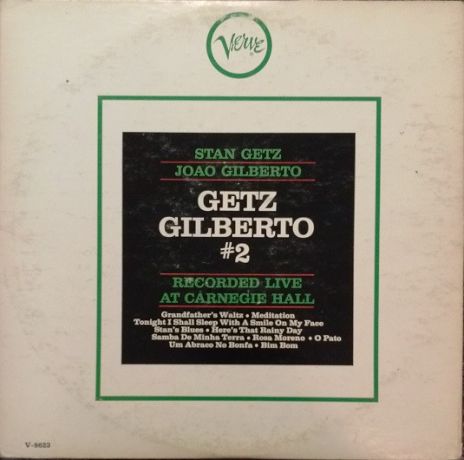 Verve
STAN GETZ
JOAO GILBERTO
GETZ
GILBERTO
#2
RECORDED LIVE
AT CARNEGIE HALL
Grandfather's Waltz • Meditation
Tonight I Shall Sleep With A Smile On My Face
Stan's Blues • Here's That Rainy Day
Samba De Minha Terra • Rosa Moreno • O Pato
Um Abraco No Bonfa • Bim Bom
V-8623